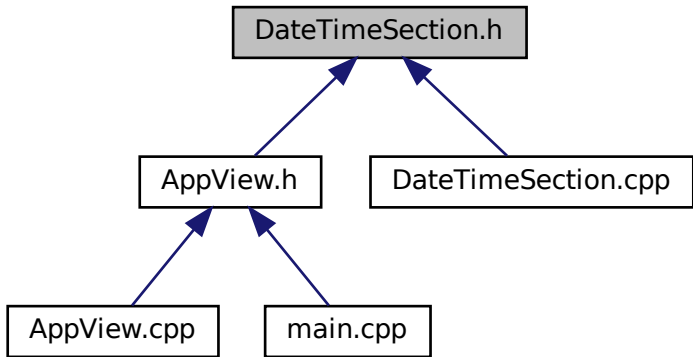 DateTimeSection.h
AppView.h
DateTimeSection.cpp
AppView.cpp
main.cpp